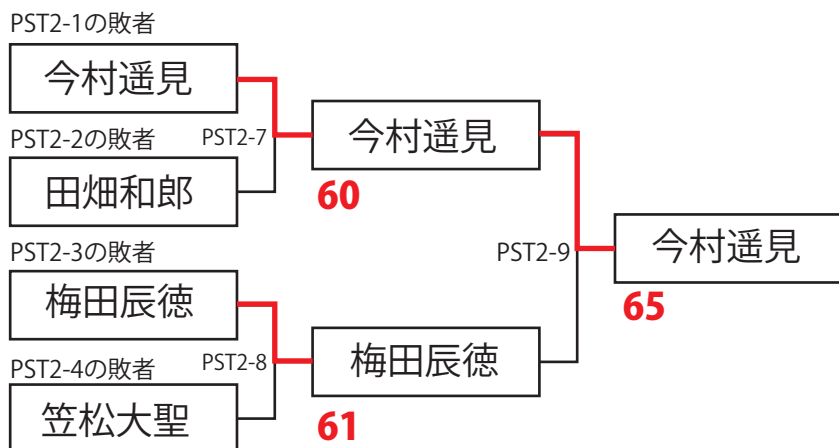 PST2-1の敗者
今村遥見
PST2-2の敗者
PST2-7
田畑和郎
今村遥見
60
PST2-3の敗者
梅田辰徳
PST2-4の敗者
PST2-8
笠松大聖
梅田辰徳
61
PST2-9
今村遥見
65